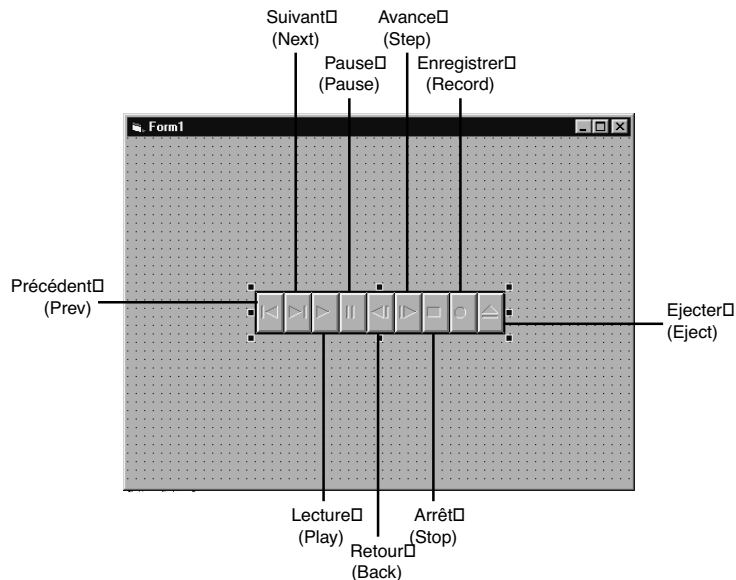 Suivant
(Next)
Avance
(Step)
Pause
(Pause)
Enregistrer
(Record)
Form1
Précédent
(Prev)
Ejecter
(Eject)
Lecture
(Play)
Arrêt
(Stop)
Retour
(Back)